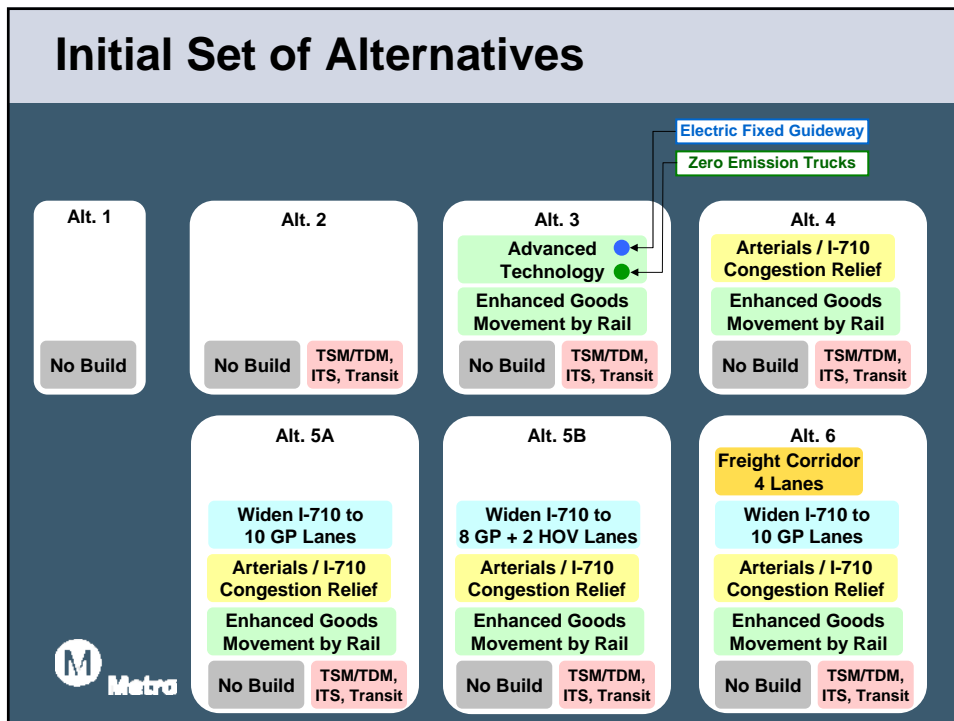 Initial Set of Alternatives
Electric Fixed Guideway
Zero Emission Trucks
Alt. 1
No Build
Alt. 2
No Build
TSM/TDM,
ITS, Transit
Alt. 3
Advanced
Technology
Enhanced Goods
Movement by Rail
No Build
TSM/TDM,
ITS, Transit
Alt. 4
Arterials / I-710
Congestion Relief
Enhanced Goods
Movement by Rail
No Build
TSM/TDM,
ITS, Transit
Alt. 5A
Widen I-710 to
10 GP Lanes
Arterials / I-710
Congestion Relief
Enhanced Goods
Movement by Rail
No Build
TSM/TDM,
ITS, Transit
Alt. 5B
Widen I-710 to
8 GP + 2 HOV Lanes
Arterials / I-710
Congestion Relief
Enhanced Goods
Movement by Rail
No Build
TSM/TDM,
ITS, Transit
Alt. 6
Freight Corridor
4 Lanes
Widen I-710 to
10 GP Lanes
Arterials / I-710
Congestion Relief
Enhanced Goods
Movement by Rail
No Build
TSM/TDM,
ITS, Transit
M
Metro